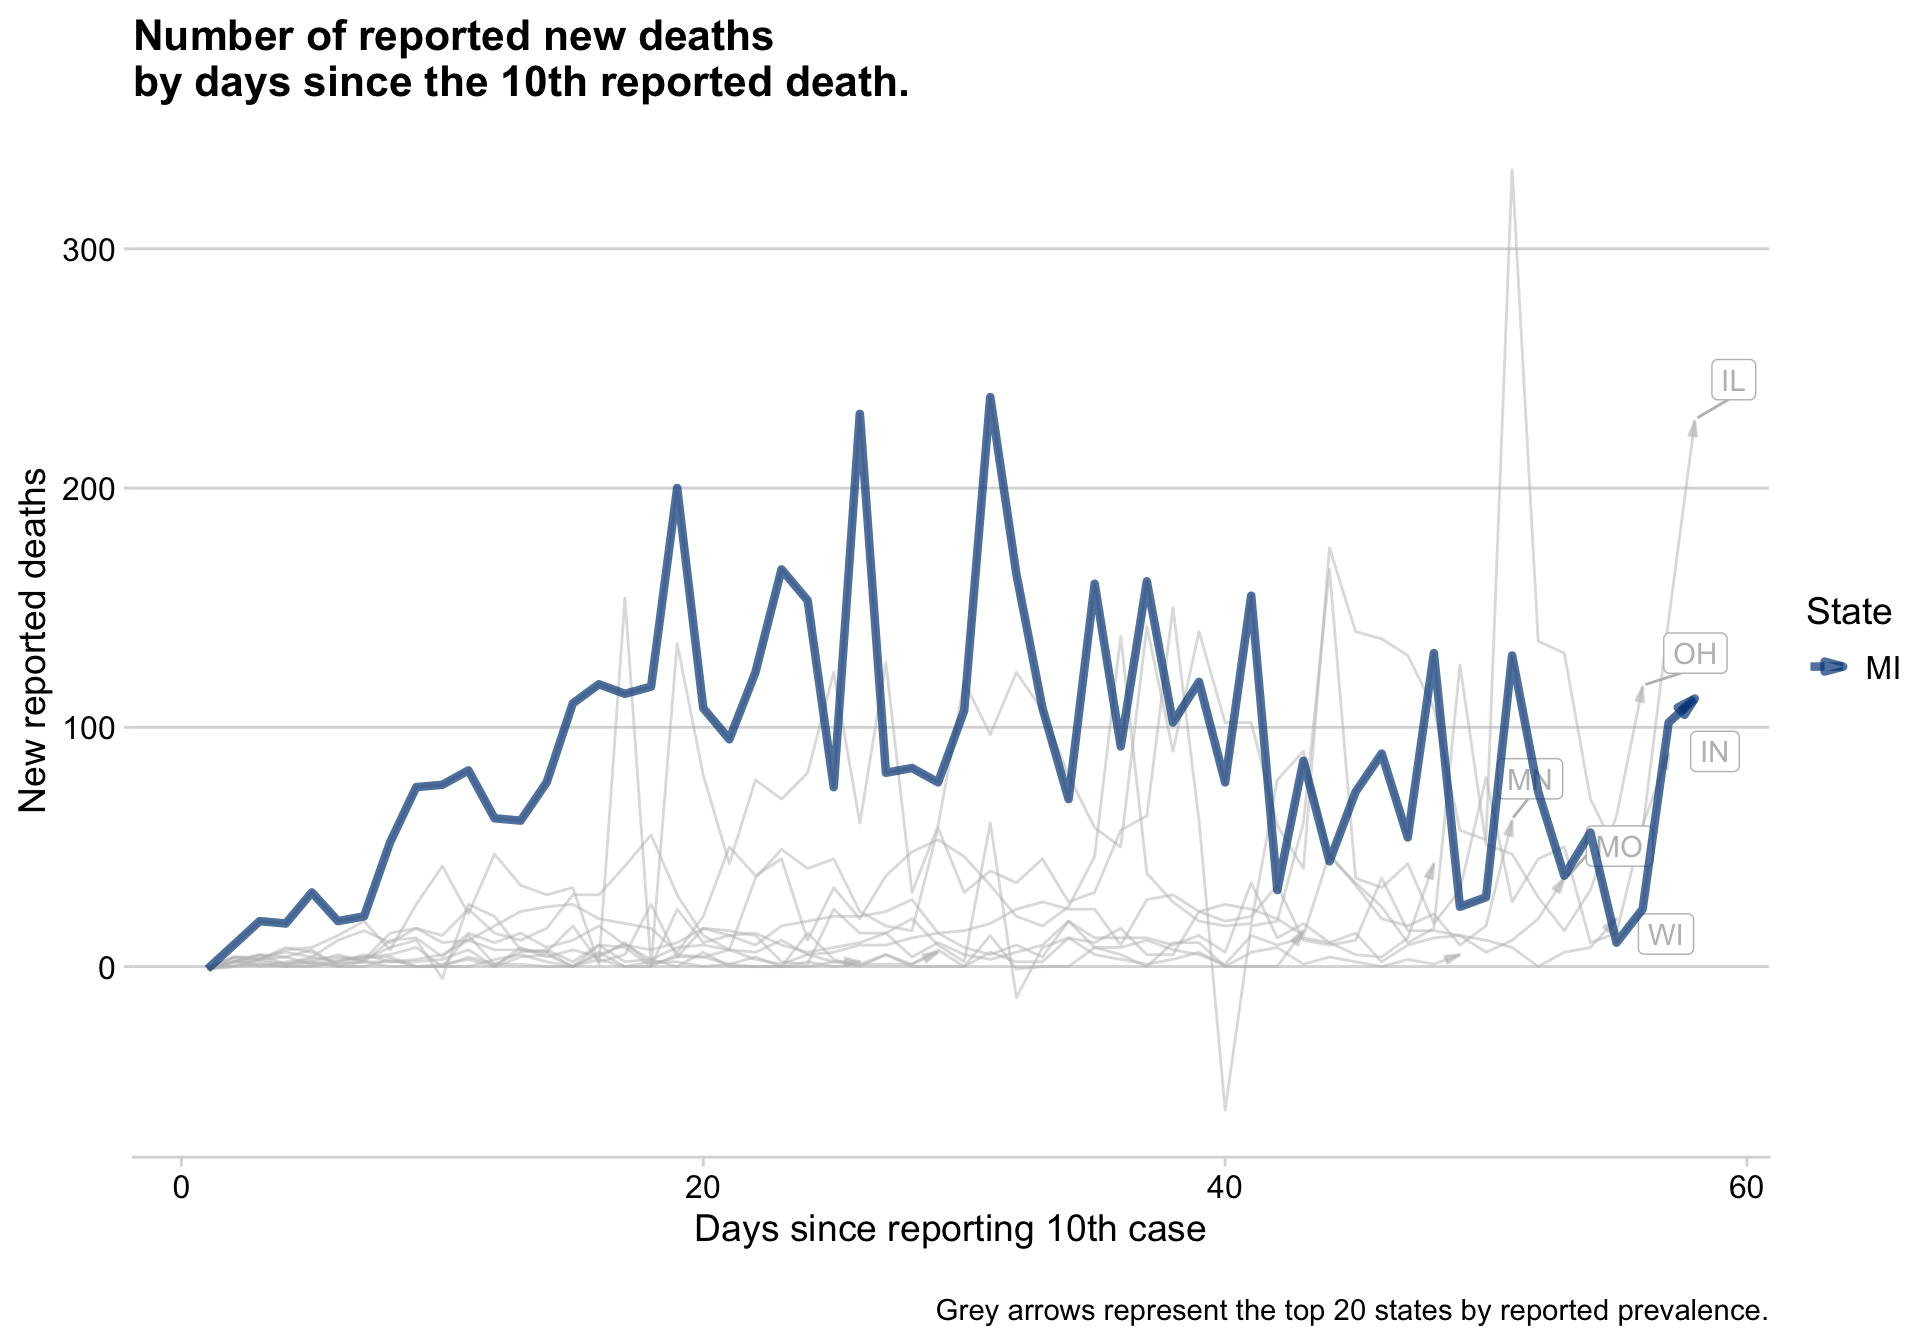 Number of reported new deaths
by days since the 10th reported death.
300
200
100
0
New reported deaths
IL
OH
IN
MN
MO
WI
State
MI
0
20
40
60
Days since reporting 10th case
Grey arrows represent the top 20 states by reported prevalence.